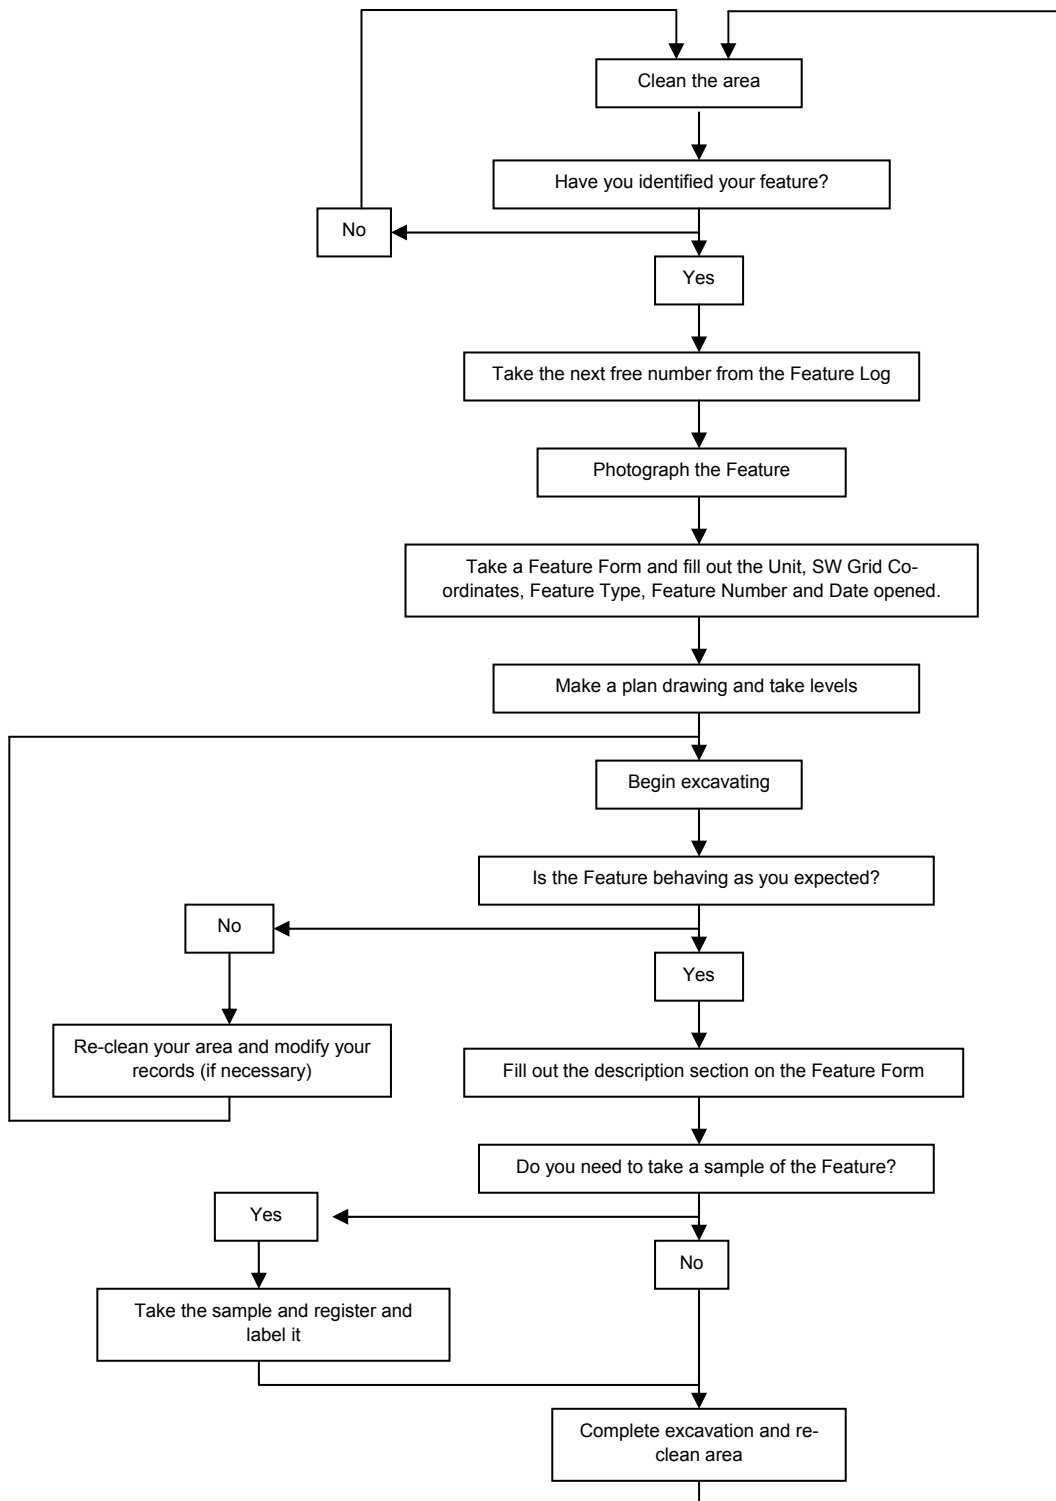 Clean the area
Have you identified your feature?
No
Yes
Take the next free number from the Feature Log
Photograph the Feature
Take a Feature Form and fill out the Unit, SW Grid Co-
ordinates, Feature Type, Feature Number and Date opened.
Make a plan drawing and take levels
Begin excavating
Is the Feature behaving as you expected?
No
Yes
Re-clean your area and modify your
records (if necessary)
Fill out the description section on the Feature Form
Do you need to take a sample of the Feature?
Yes
No
Take the sample and register and
label it
Complete excavation and re-
clean area